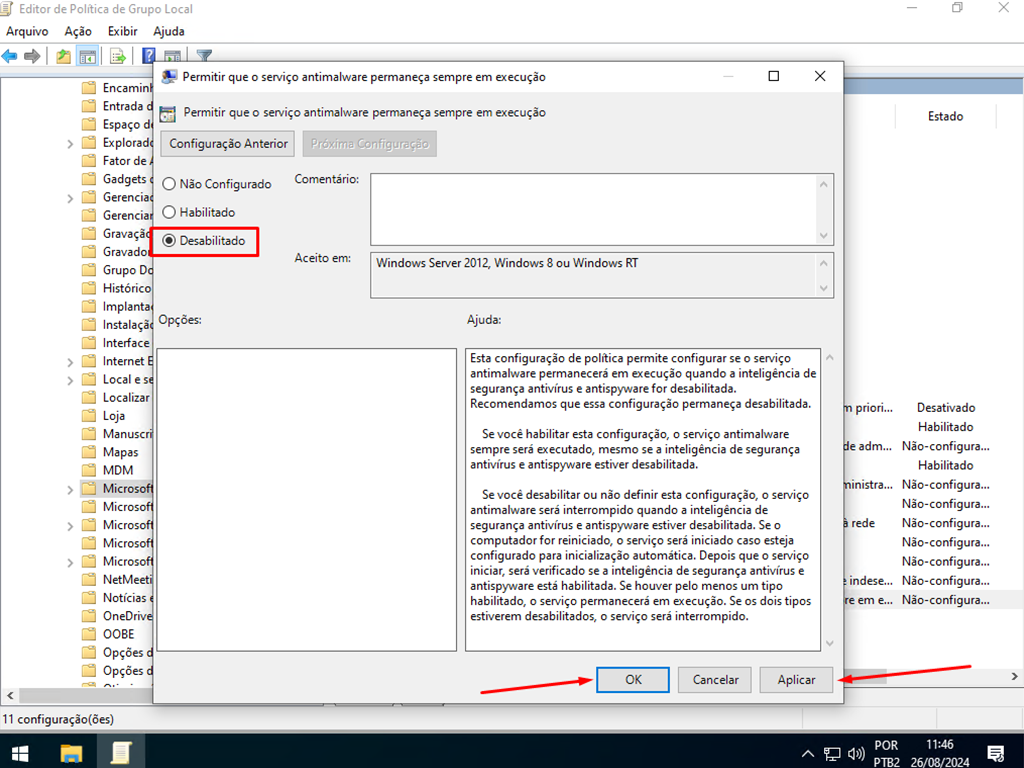 Editor de Política de Grupo Local
Arquivo Ação Exibir Ajuda
Permitir que o serviço antimalware permaneça sempre em execução
Permitir que o serviço antimalware permaneça sempre em execução
Configuração Anterior Próxima Configuração
Não Configurado
Habilitado
Desabilitado
Comentário:
Aceito em:
Windows Server 2012, Windows 8 ou Windows RT
Opções:
Ajuda:
Esta configuração de política permite configurar se o serviço
antimalware permanecerá em execução quando a inteligência de
segurança antivírus e antispyware for desabilitada.
Recomendamos que essa configuração permaneça desabilitada.
Se você habilitar esta configuração, o serviço antimalware
sempre será executado, mesmo se a inteligência de segurança
antivírus e antispyware estiver desabilitada.
Se você desabilitar ou não definir esta configuração, o serviço
antimalware será interrompido quando a inteligência de
segurança antivírus e antispyware estiver desabilitada. Se o
computador for reiniciado, o serviço será iniciado caso esteja
configurado para inicialização automática. Depois que o serviço
iniciar, será verificado se a inteligência de segurança antivírus e
antispyware está habilitada. Se houver pelo menos um tipo
habilitado, o serviço permanecerá em execução. Se os dois tipos
estiverem desabilitados, o serviço será interrompido.
OK Cancelar Aplicar
Encaminh
Entrada d
Espaço de
Explorado
Fator de A
Gadgets d
Gerenciad
Gerenciar
Gravação
Gravador
Grupo Do
Histórico
Implanta
Instalação
Interface
Internet E
Local e se
Localizar
Loja
Manuscri
Mapas
MDM
Microsoft
Microsoft
Microsoft
Microsoft
Microsoft
NetMeeti
Notícias e
OneDrive
OOBE
Opções d
Opções d
Estado
m priori... Desativado
Habilitado
de adm... Não-configura...
Habilitado
ministra... Não-configura...
Não-configura...
à rede Não-configura...
Não-configura...
Não-configura...
e indese... Não-configura...
re em e... Não-configura...
11 configuração(ões)
POR
PTB2
11:46
26/08/2024